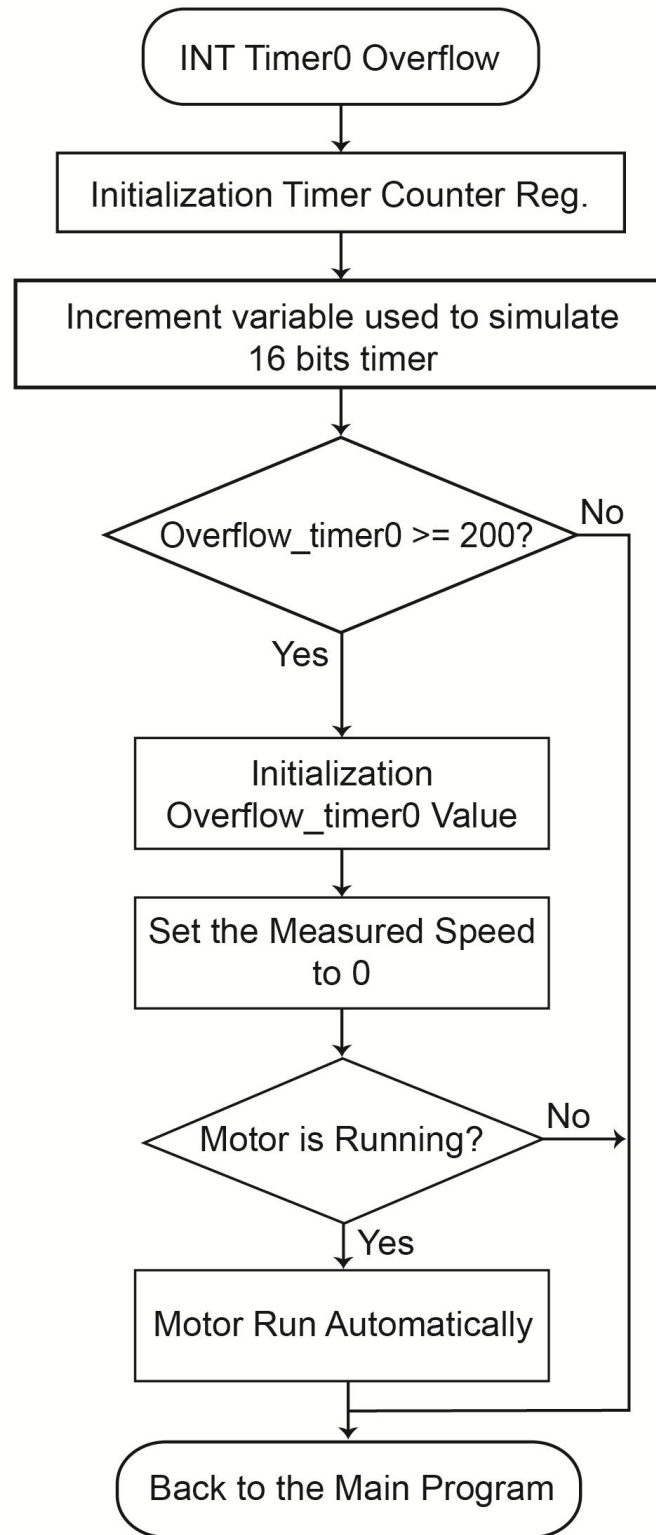 INT Timer0 Overflow
Initialization Timer Counter Reg.
Increment variable used to simulate
16 bits timer
Overflow_timer0 >= 200?
No
Yes
Initialization
Overflow_timer0 Value
Set the Measured Speed
to 0
Motor is Running?
No
Yes
Motor Run Automatically
Back to the Main Program